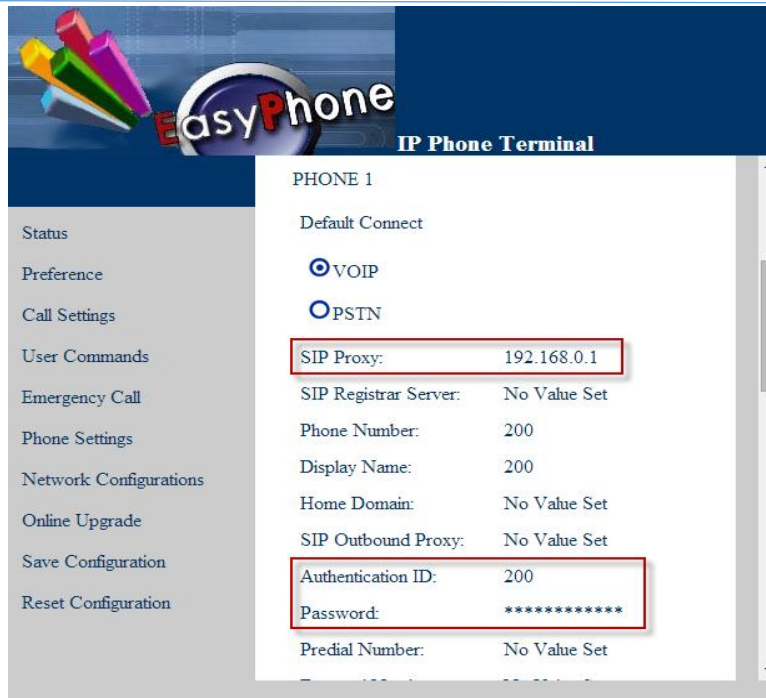 EasyPhone
IP Phone Terminal
Status
Preference
Call Settings
User Commands
Emergency Call
Phone Settings
Network Configurations
Online Upgrade
Save Configuration
Reset Configuration
PHONE 1
Default Connect
VOIP
PSTN
SIP Proxy: 192.168.0.1
SIP Registrar Server: No Value Set
Phone Number: 200
Display Name: 200
Home Domain: No Value Set
SIP Outbound Proxy: No Value Set
Authentication ID: 200
Password: ************
Predial Number: No Value Set